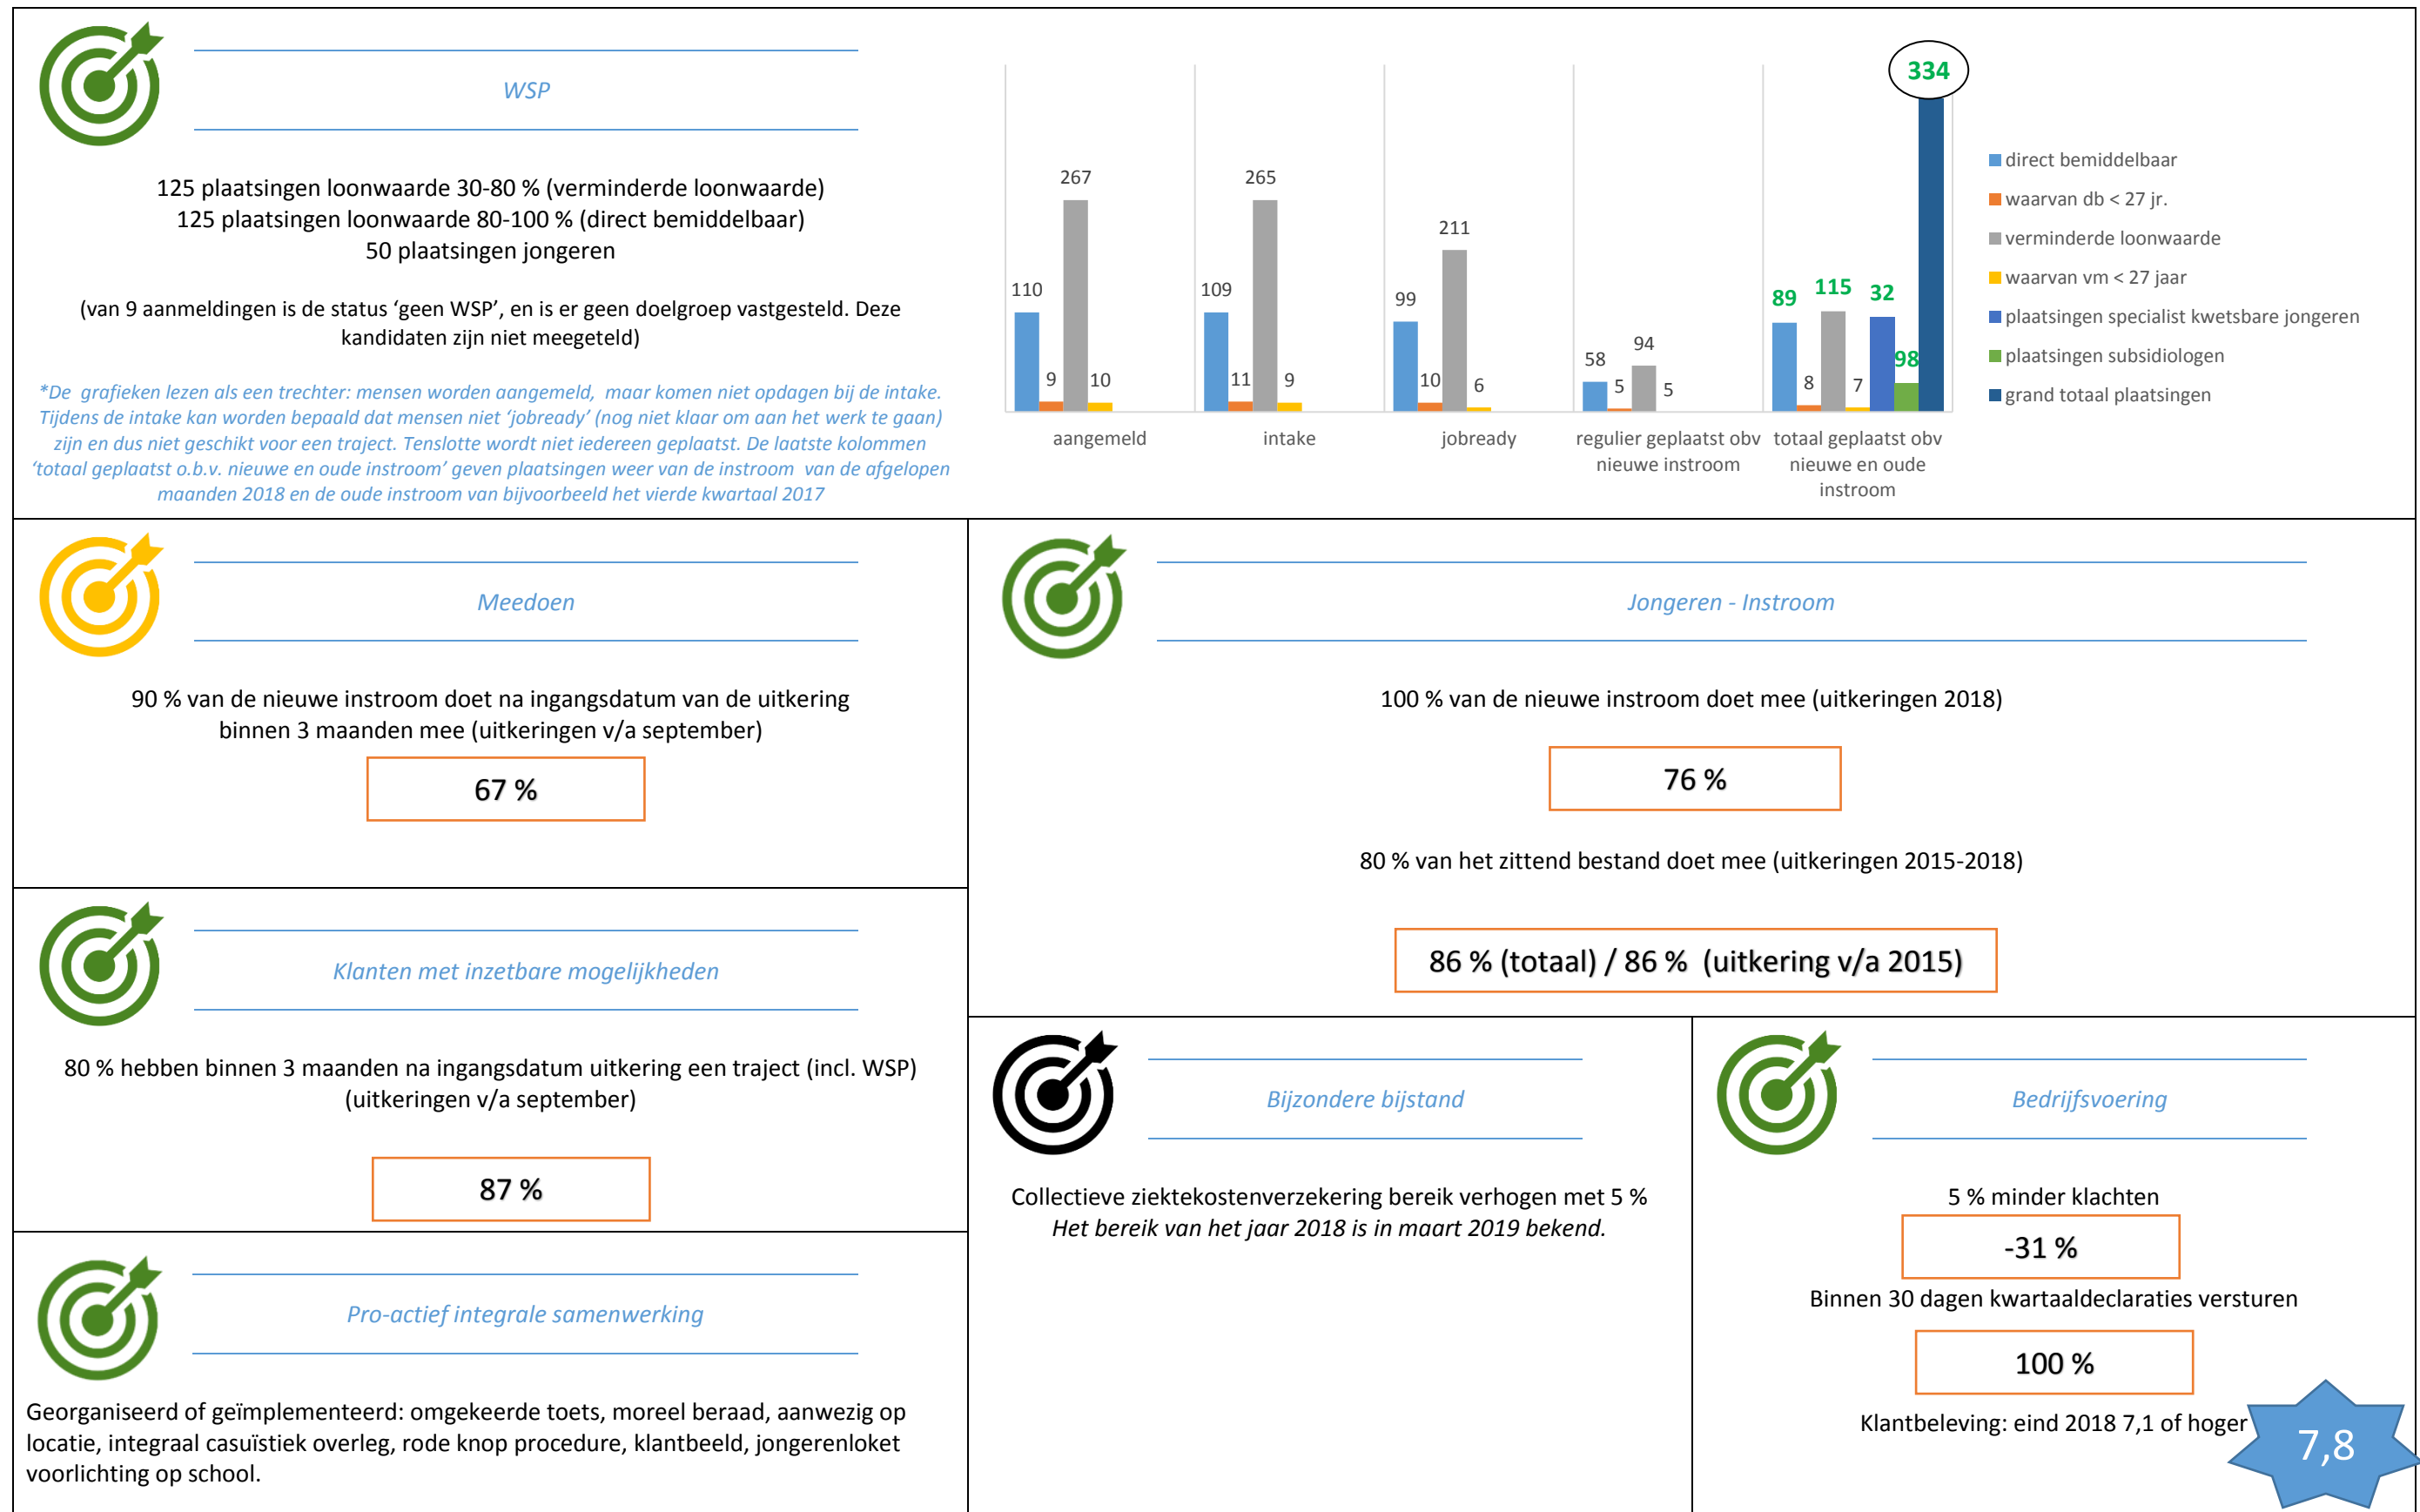 WSP
125 plaatsingen loonwaarde 30-80 % (verminderde loonwaarde)
125 plaatsingen loonwaarde 80-100 % (direct bemiddelbaar)
50 plaatsingen jongeren
(van 9 aanmeldingen is de status ‘geen WSP’, en is er geen doelgroep vastgesteld. Deze
kandidaten zijn niet meegeteld)
*De grafieken lezen als een trechter: mensen worden aangemeld, maar komen niet opdagen bij de intake.
Tijdens de intake kan worden bepaald dat mensen niet ‘jobready’ (nog niet klaar om aan het werk te gaan)
zijn en dus niet geschikt voor een traject. Tenslotte wordt niet iedereen geplaatst. De laatste kolommen
‘totaal geplaatst o.b.v. nieuwe en oude instroom’ geven plaatsingen weer van de instroom van de afgelopen
maanden 2018 en de oude instroom van bijvoorbeeld het vierde kwartaal 2017
110
9
267
10
109
11
265
9
99
10
211
6
58
5
94
5
89
8
115
7
32
98
334
aangemeld
intake
jobready
regulier geplaatst obv
nieuwe instroom
totaal geplaatst obv
nieuwe en oude
instroom
direct bemiddelbaar
waarvan db < 27 jr.
verminderde loonwaarde
waarvan vm < 27 jaar
plaatsingen specialist kwetsbare jongeren
plaatsingen subsidiologen
grand totaal plaatsingen
Meedoen
90 % van de nieuwe instroom doet na ingangsdatum van de uitkering
binnen 3 maanden mee (uitkeringen v/a september)
67 %
Jongeren - Instroom
100 % van de nieuwe instroom doet mee (uitkeringen 2018)
76 %
80 % van het zittend bestand doet mee (uitkeringen 2015-2018)
86 % (totaal) / 86 % (uitkering v/a 2015)
Klanten met inzetbare mogelijkheden
80 % hebben binnen 3 maanden na ingangsdatum uitkering een traject (incl. WSP)
(uitkeringen v/a september)
87 %
Pro-actief integrale samenwerking
Georganiseerd of geïmplementeerd: omgekeerde toets, moreel beraad, aanwezig op
locatie, integraal casuïstiek overleg, rode knop procedure, klantbeeld, jongerenloket
voorlichting op school.
Bijzondere bijstand
Collectieve ziektekostenverzekering bereik verhogen met 5 %
Het bereik van het jaar 2018 is in maart 2019 bekend.
Bedrijfsvoering
5 % minder klachten
-31 %
Binnen 30 dagen kwartaaldeclaraties versturen
100 %
Klantbeleving: eind 2018 7,1 of hoger
7,8